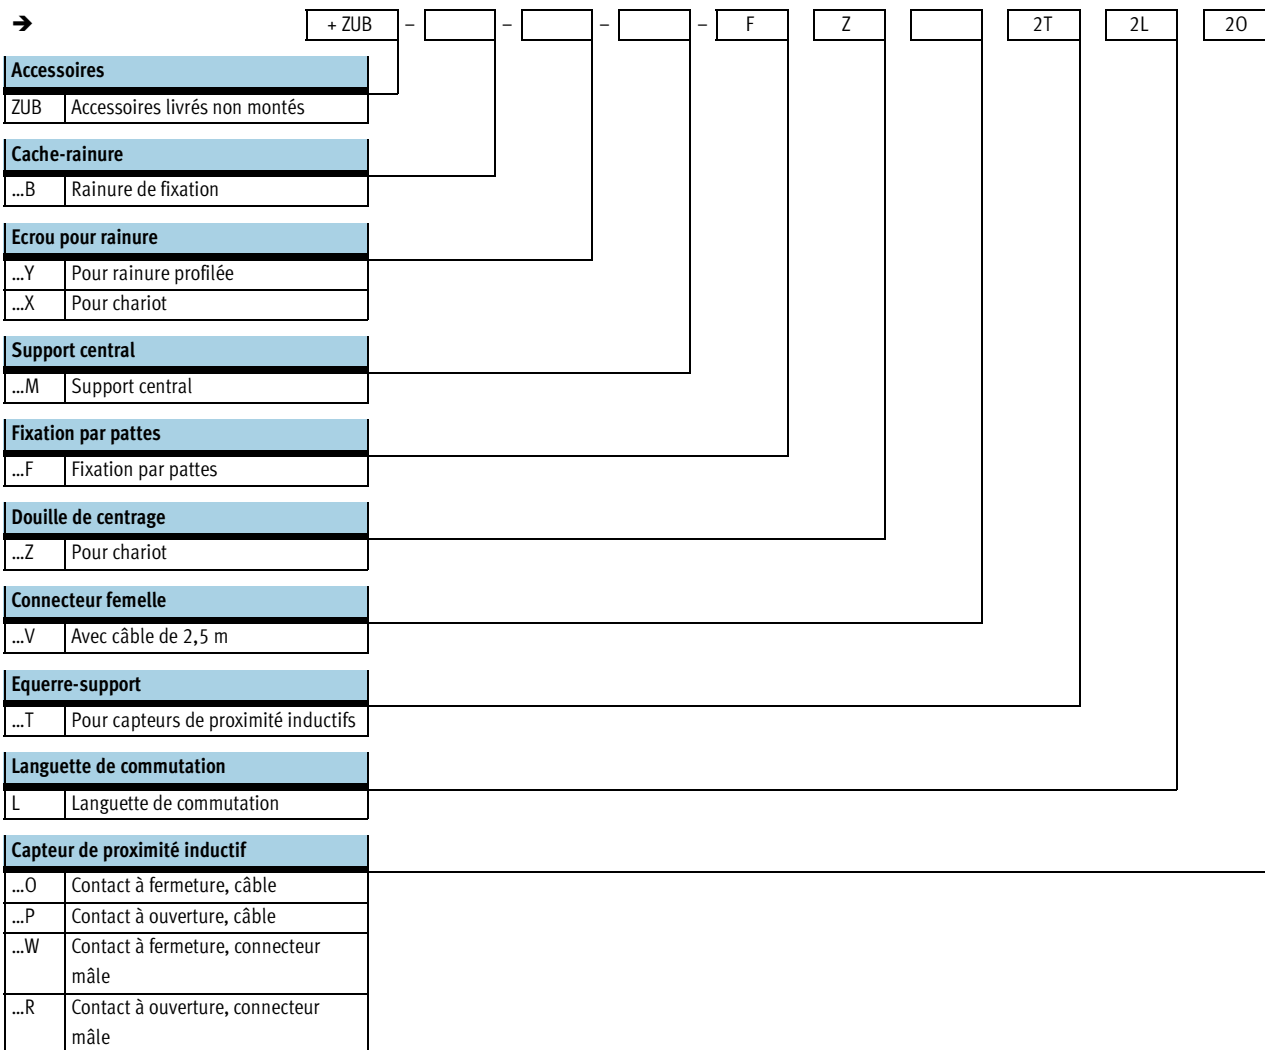 ➔ + ZUB – – – – F Z 2T 2L 2O
Accessoires
ZUB Accessoires livrés non montés
Cache-rainure
...B Rainure de fixation
Ecrou pour rainure
...Y Pour rainure profilée
...X Pour chariot
Support central
...M Support central
Fixation par pattes
...F Fixation par pattes
Douille de centrage
...Z Pour chariot
Connecteur femelle
...V Avec câble de 2,5 m
Equerre-support
...T Pour capteurs de proximité inductifs
Languette de commutation
L Languette de commutation
Capteur de proximité inductif
...O Contact à fermeture, câble
...P Contact à ouverture, câble
...W Contact à fermeture, connecteur
mâle
...R Contact à ouverture, connecteur
mâle